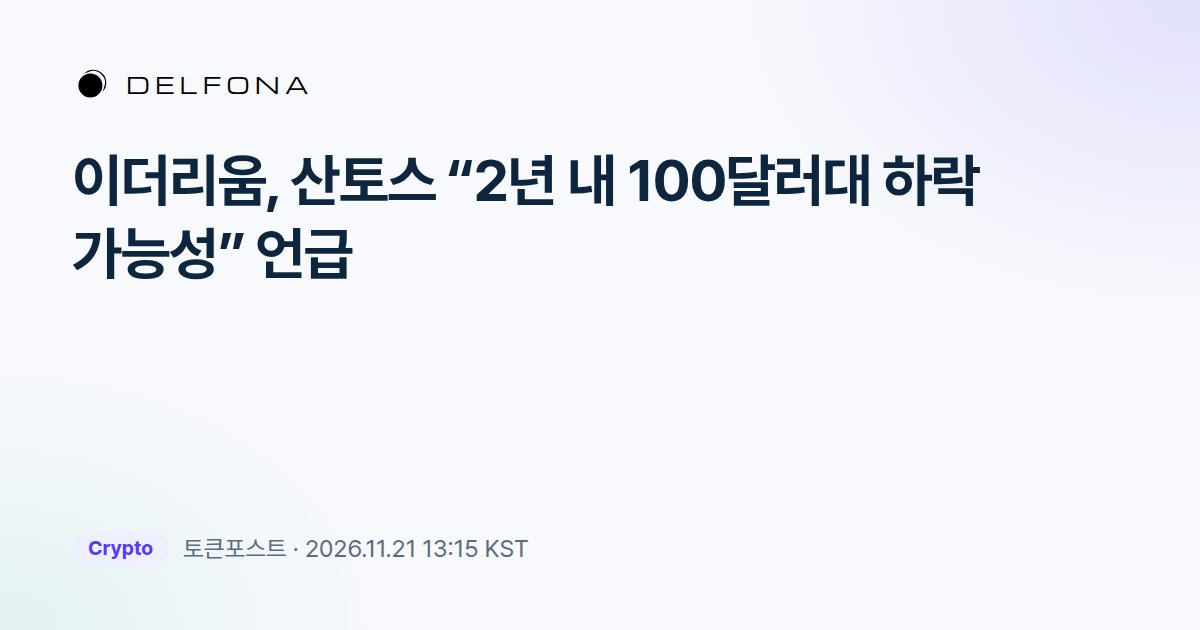 DELFONA
이더리움, 산토스 “2년 내 100달러대 하락
가능성” 언급
Crypto 토큰포스트 · 2026.11.21 13:15 KST